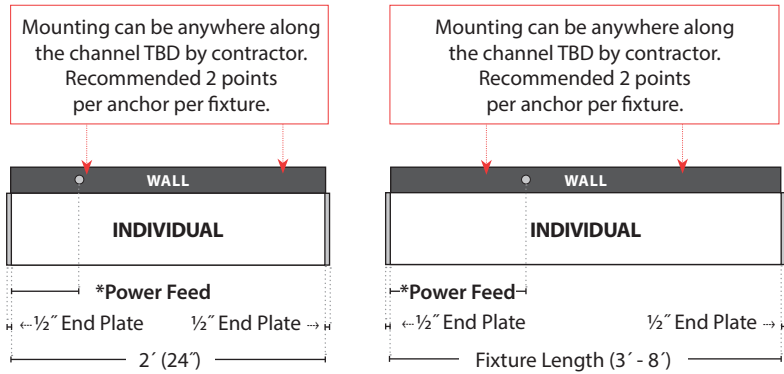 Mounting can be anywhere along
the channel TBD by contractor.
Recommended 2 points
per anchor per fixture.
WALL
INDIVIDUAL
*Power Feed
½˝ End Plate
½˝ End Plate
2´ (24˝)
Mounting can be anywhere along
the channel TBD by contractor.
Recommended 2 points
per anchor per fixture.
WALL
INDIVIDUAL
*Power Feed
½˝ End Plate
½˝ End Plate
Fixture Length (3´ - 8´)